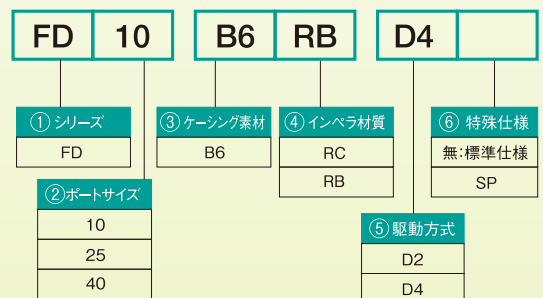 FD 10 B6 RB D4
①シリーズ
FD
②ポートサイズ
10
25
40
③ケーシング素材
B6
④インペラ材質
RC
RB
⑤駆動方式
D2
D4
⑥特殊仕様
無:標準仕様
SP